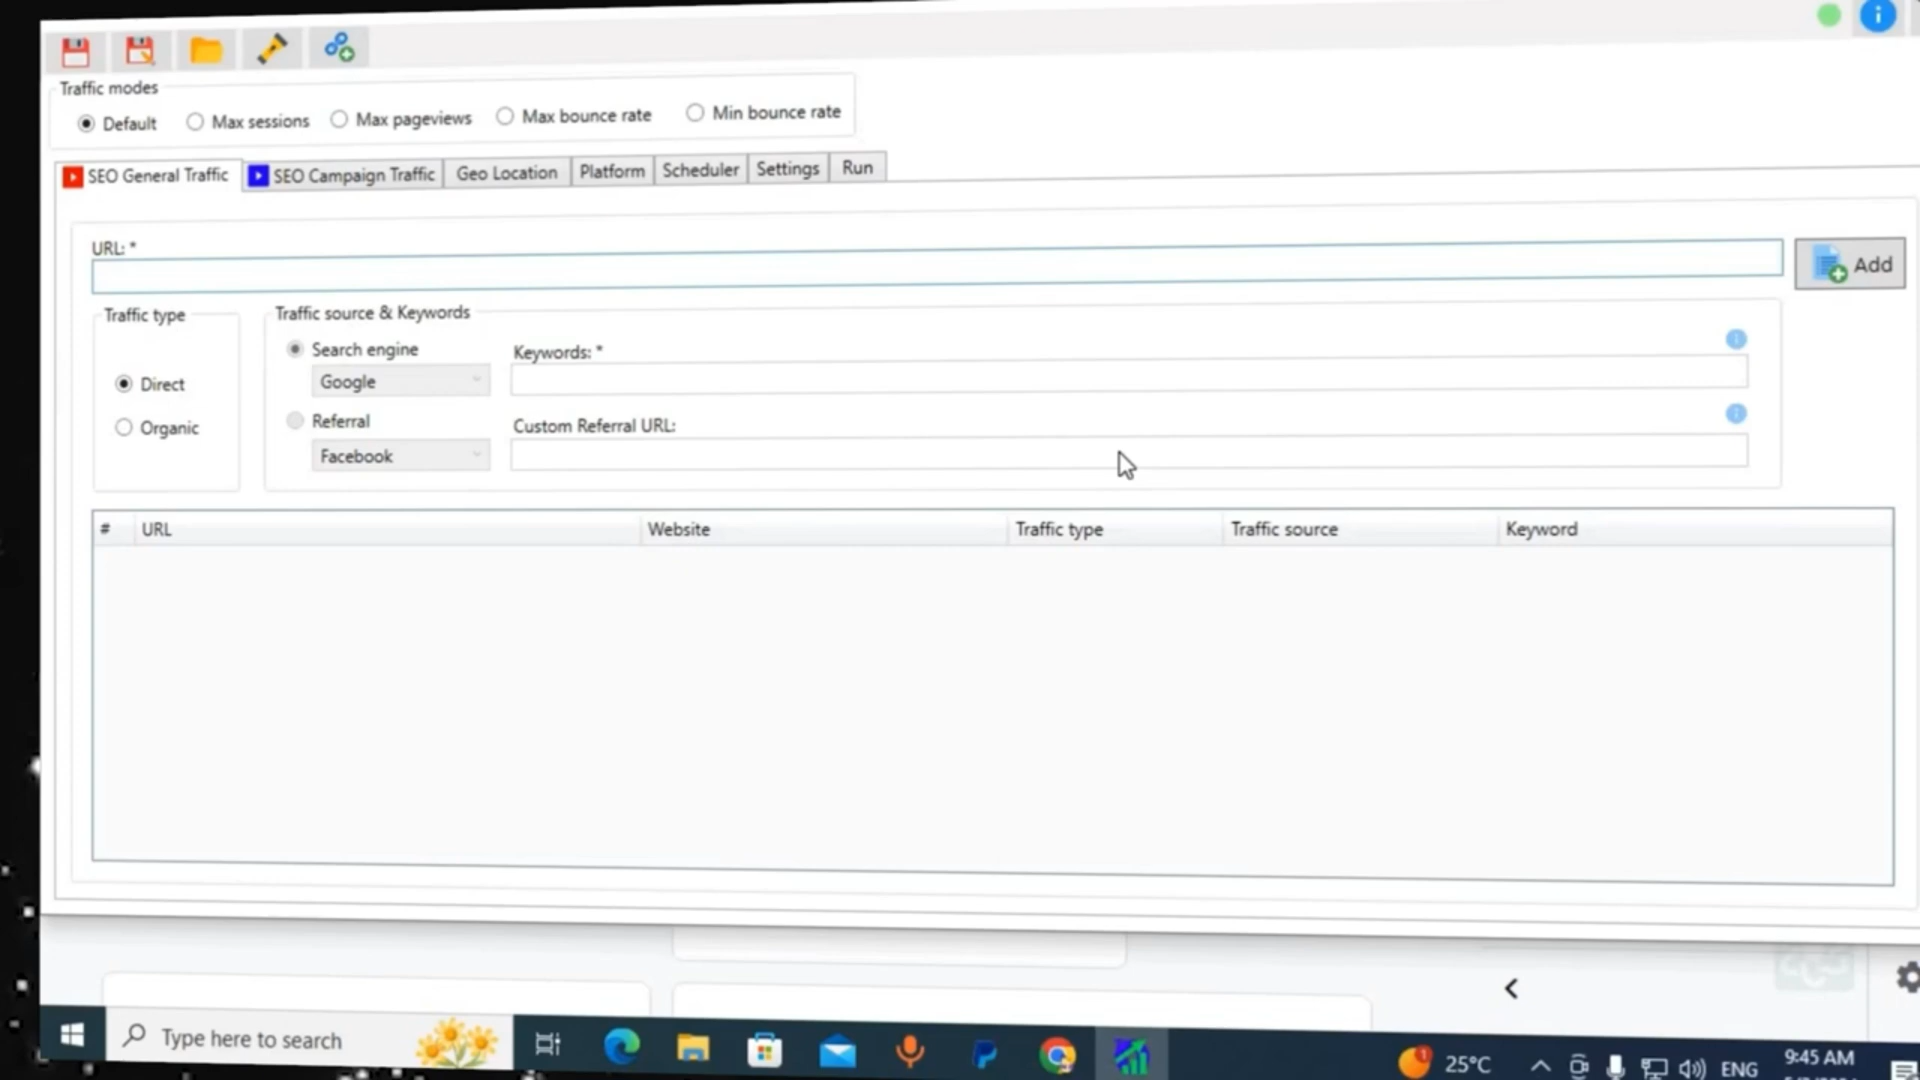 Traffic modes
Default Max sessions Max pageviews Max bounce rate Min bounce rate
SEO General Traffic SEO Campaign Traffic Geo Location Platform Scheduler Settings Run
URL: *
Add
Traffic type
Traffic source & Keywords
Search engine
Keywords: *
Google
Direct
Referral
Organic
Custom Referral URL:
Facebook
# URL Website Traffic type Traffic source Keyword
Type here to search
1
25°C
ENG
9:45 AM